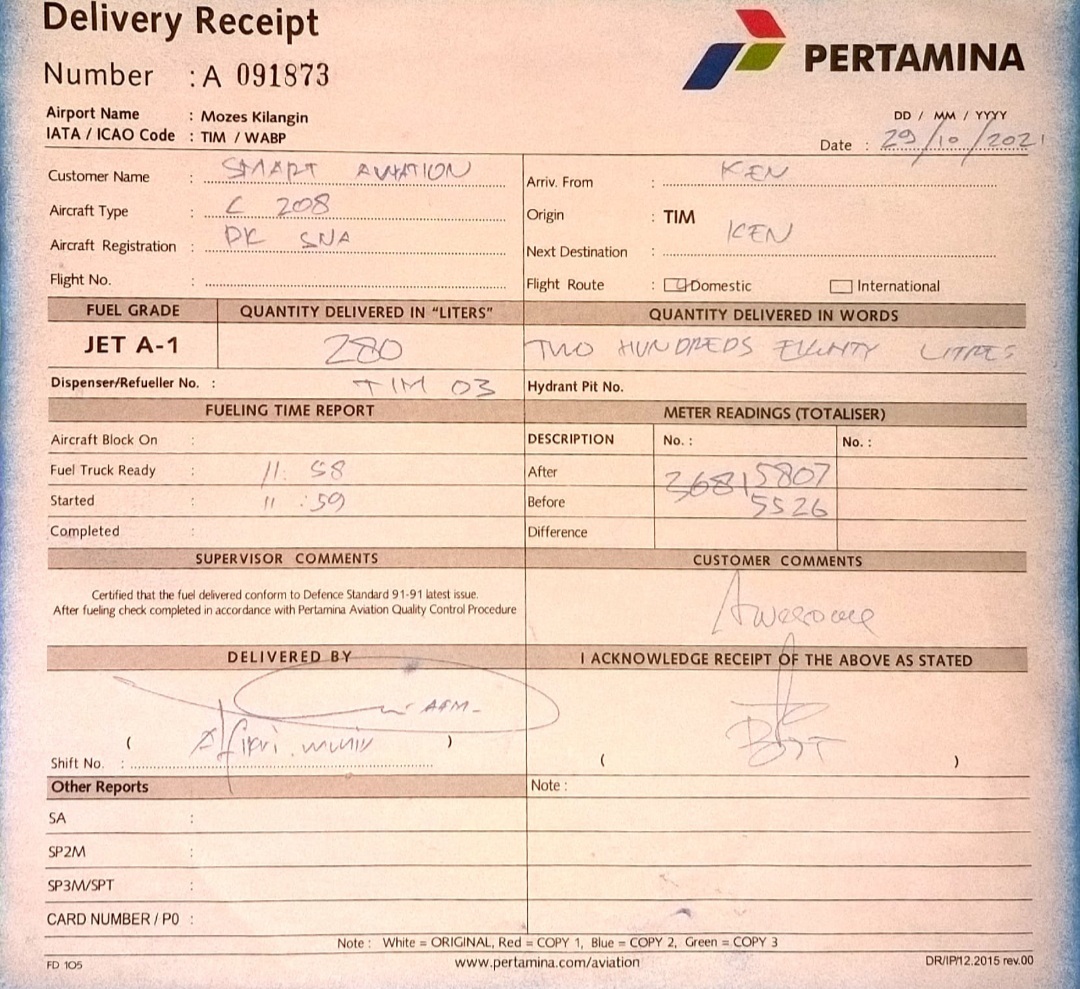 Delivery Receipt
PERTAMINA
Number : A 091873
Airport Name : Mozes Kilangin
IATA / ICAO Code : TIM / WABP
DD / MM / YYYY
Date : 29/10/2021
Customer Name : SMART AVIATION
Arriv. From : KEN
Aircraft Type : C 208
Origin : TIM
Aircraft Registration : PK SNA
Next Destination : KEN
Flight No. :
Flight Route : Domestic International
FUEL GRADE QUANTITY DELIVERED IN "LITERS" QUANTITY DELIVERED IN WORDS
JET A-1 280 TWO HUNDREDS EIGHTY LITRES
Dispenser/Refueller No. : TIM 03 Hydrant Pit No.
FUELING TIME REPORT METER READINGS (TOTALISER)
Aircraft Block On : DESCRIPTION No. : No. :
Fuel Truck Ready : 11 : 58 After 36815807
Started : 11 : 59 Before 5526
Completed : Difference
SUPERVISOR COMMENTS CUSTOMER COMMENTS
Certified that the fuel delivered conform to Defence Standard 91-91 latest issue.
After fueling check completed in accordance with Pertamina Aviation Quality Control Procedure
Awesome
DELIVERED BY I ACKNOWLEDGE RECEIPT OF THE ABOVE AS STATED
( )
Shift No. : ( )
Other Reports Note :
SA :
SP2M :
SP3M/SPT :
CARD NUMBER / PO :
Note : White = ORIGINAL, Red = COPY 1, Blue = COPY 2, Green = COPY 3
FD 105 www.pertamina.com/aviation DR/IP/12.2015 rev.00